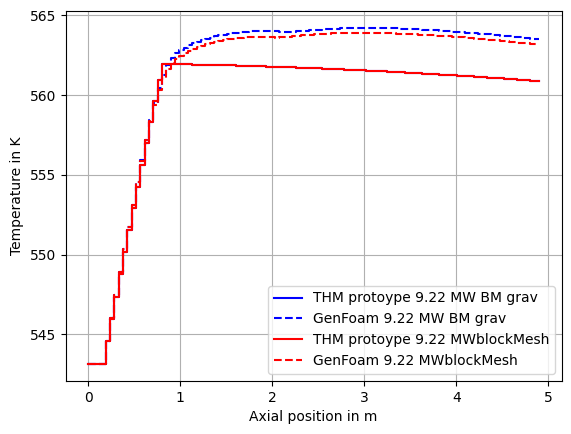 565
560
555
550
545
Temperature in K
THM protoype 9.22 MW BM grav
GenFoam 9.22 MW BM grav
THM protoype 9.22 MWblockMesh
GenFoam 9.22 MWblockMesh
0 1 2 3 4 5
Axial position in m